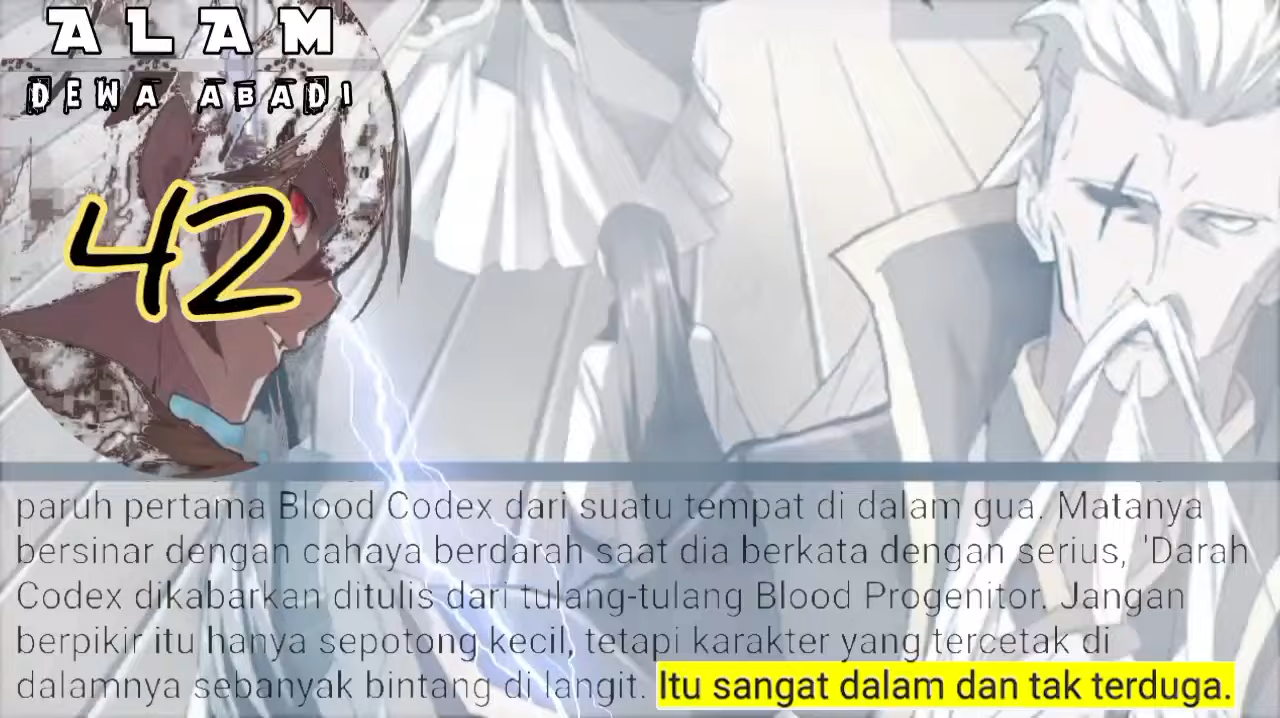 ALAM
DEWA ABADI
42
paruh pertama Blood Codex dari suatu tempat di dalam gua. Matanya
bersinar dengan cahaya berdarah saat dia berkata dengan serius, 'Darah
Codex dikabarkan ditulis dari tulang-tulang Blood Progenitor. Jangan
berpikir itu hanya sepotong kecil, tetapi karakter yang tercetak di
dalamnya sebanyak bintang di langit. Itu sangat dalam dan tak terduga.